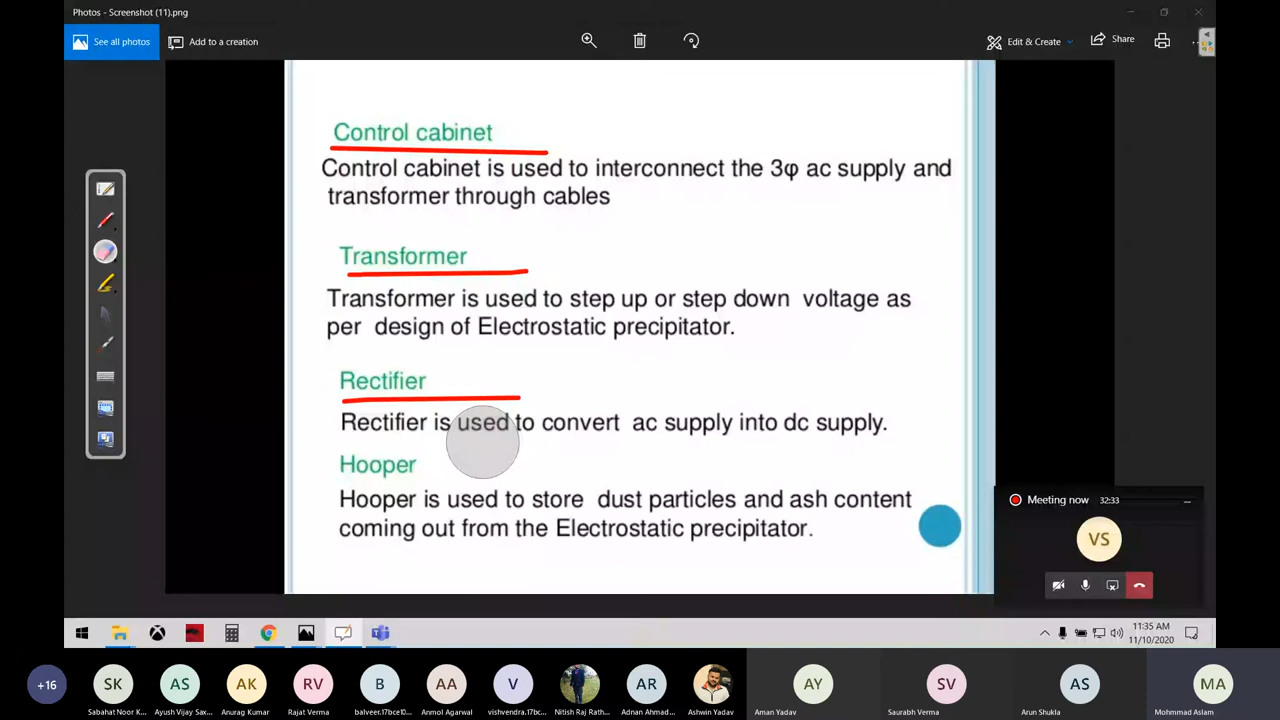 Photos - Screenshot (11).png
See all photos
Add to a creation
Edit & Create
Share
Control cabinet
Control cabinet is used to interconnect the 3φ ac supply and
transformer through cables
Transformer
Transformer is used to step up or step down voltage as
per design of Electrostatic precipitator.
Rectifier
Rectifier is used to convert ac supply into dc supply.
Hooper
Hooper is used to store dust particles and ash content
coming out from the Electrostatic precipitator.
Meeting now 32:33
VS
11:35 AM
11/10/2020
+16 SK AS AK RV B AA V AR AY SV AS MA
Sabahat Noor K... Ayush Vijay Sax... Anurag Kumar Rajat Verma balveer.17bce10... Anmol Agarwal vishvendra.17bc... Nitish Raj Rath... Adnan Ahmad... Ashwin Yadav Aman Yadav Saurabh Verma Arun Shukla Mohmmad Aslam